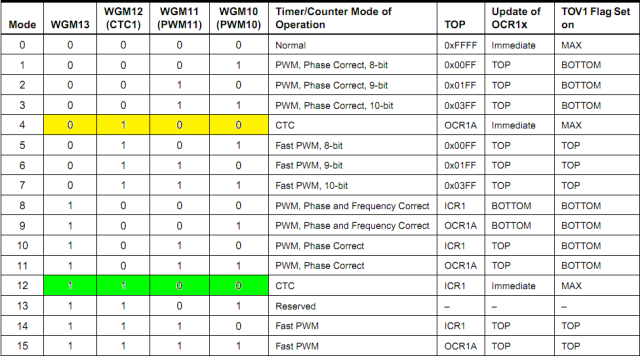 Mode WGM13 WGM12 (CTC1) WGM11 (PWM11) WGM10 (PWM10) Timer/Counter Mode of Operation TOP Update of OCR1x TOV1 Flag Set on
0 0 0 0 0 Normal 0xFFFF Immediate MAX
1 0 0 0 1 PWM, Phase Correct, 8-bit 0x00FF TOP BOTTOM
2 0 0 1 0 PWM, Phase Correct, 9-bit 0x01FF TOP BOTTOM
3 0 0 1 1 PWM, Phase Correct, 10-bit 0x03FF TOP BOTTOM
4 0 1 0 0 CTC OCR1A Immediate MAX
5 0 1 0 1 Fast PWM, 8-bit 0x00FF TOP TOP
6 0 1 1 0 Fast PWM, 9-bit 0x01FF TOP TOP
7 0 1 1 1 Fast PWM, 10-bit 0x03FF TOP TOP
8 1 0 0 0 PWM, Phase and Frequency Correct ICR1 BOTTOM BOTTOM
9 1 0 0 1 PWM, Phase and Frequency Correct OCR1A BOTTOM BOTTOM
10 1 0 1 0 PWM, Phase Correct ICR1 TOP BOTTOM
11 1 0 1 1 PWM, Phase Correct OCR1A TOP BOTTOM
12 1 1 0 0 CTC ICR1 Immediate MAX
13 1 1 0 1 Reserved – – –
14 1 1 1 0 Fast PWM ICR1 TOP TOP
15 1 1 1 1 Fast PWM OCR1A TOP TOP